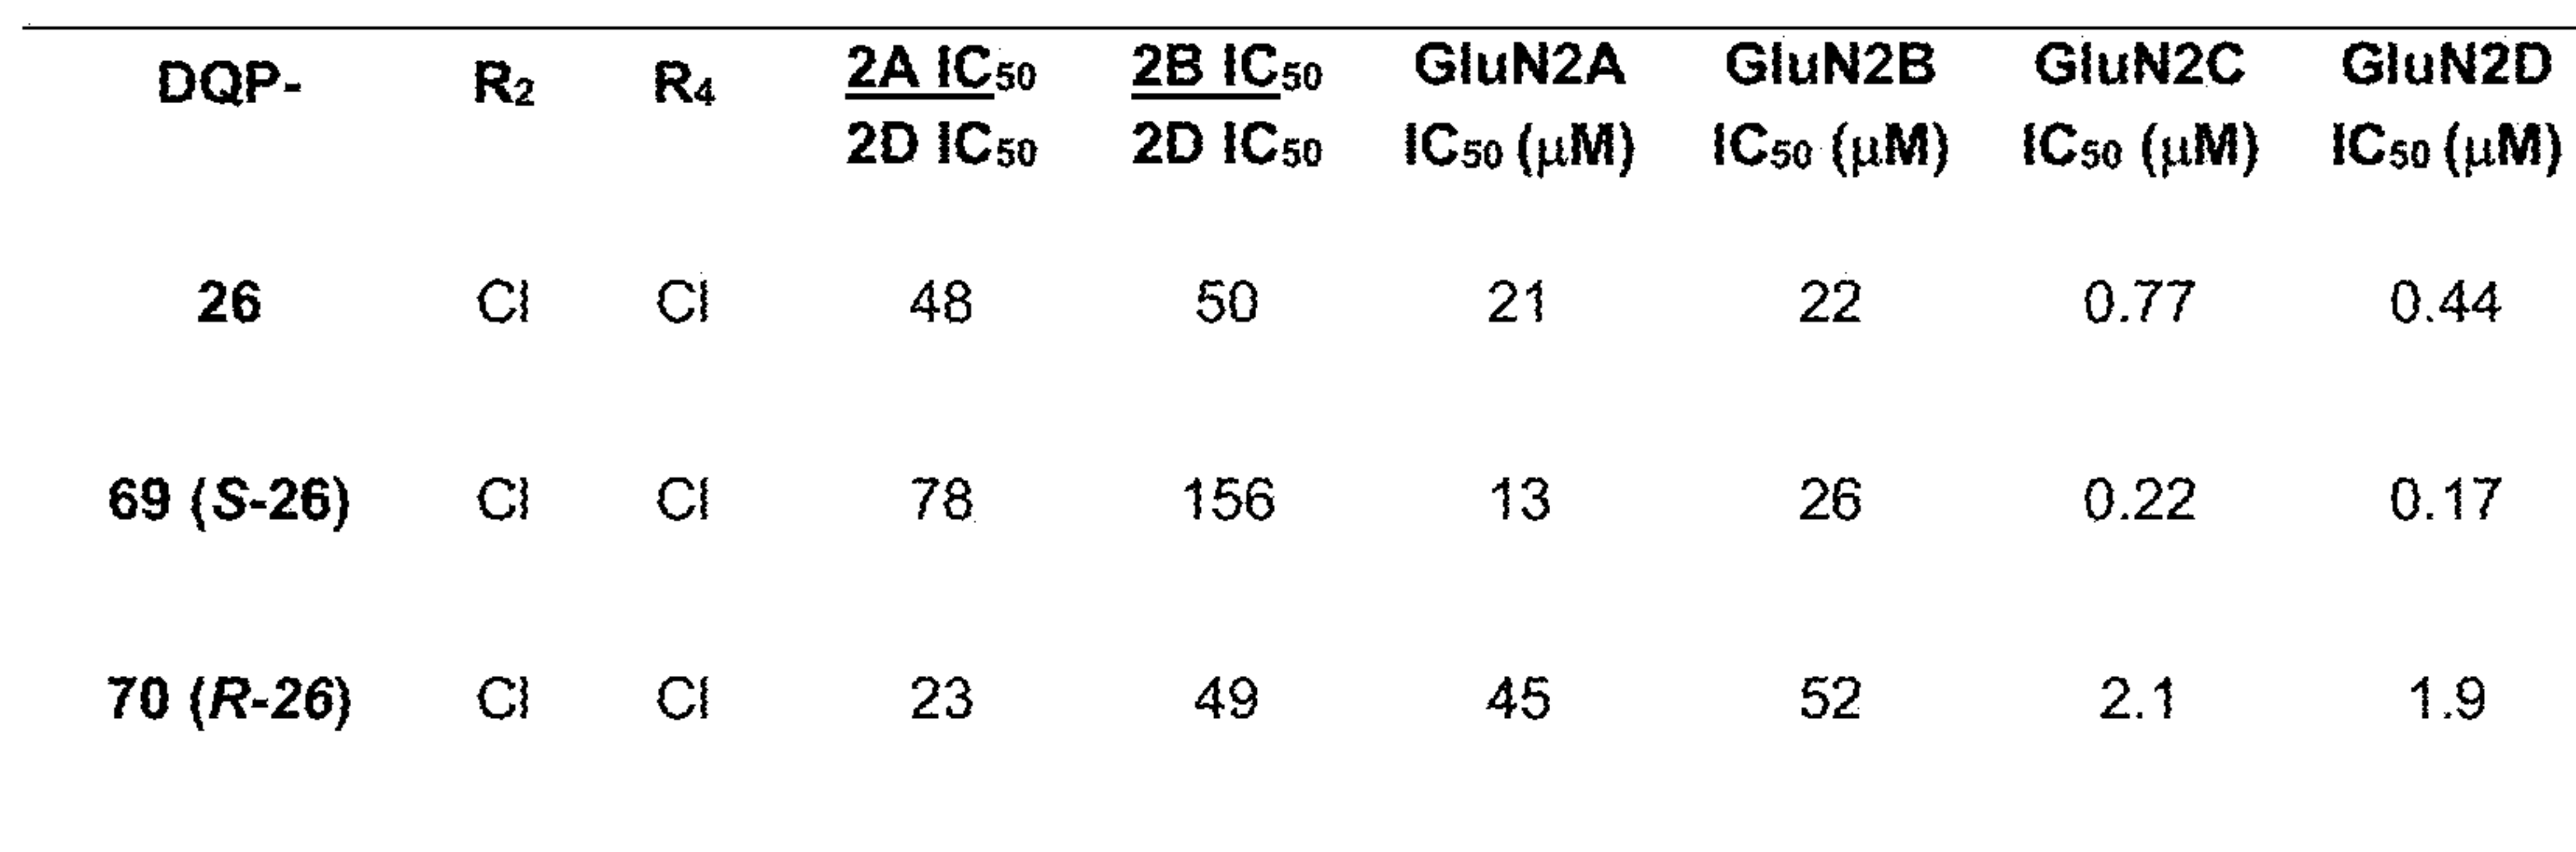 DQP- R2 R4 2A IC50 2B IC50 GluN2A GluN2B GluN2C GluN2D
2D IC50 2D IC50 IC50 (μM) IC50 (μM) IC50 (μM) IC50 (μM)
26 Cl Cl 48 50 21 22 0.77 0.44
69 (S-26) Cl Cl 78 156 13 26 0.22 0.17
70 (R-26) Cl Cl 23 49 45 52 2.1 1.9